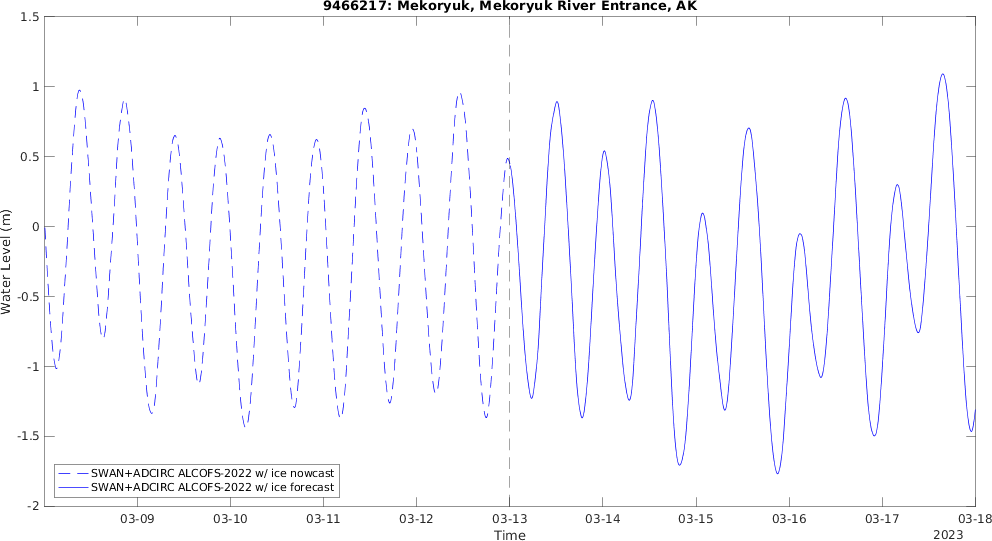 9466217: Mekoryuk, Mekoryuk River Entrance, AK
1.5
1
0.5
0
-0.5
-1
-1.5
-2
Water Level (m)
SWAN+ADCIRC ALCOFS-2022 w/ ice nowcast
SWAN+ADCIRC ALCOFS-2022 w/ ice forecast
03-09 03-10 03-11 03-12 03-13 03-14 03-15 03-16 03-17 03-18
Time
2023